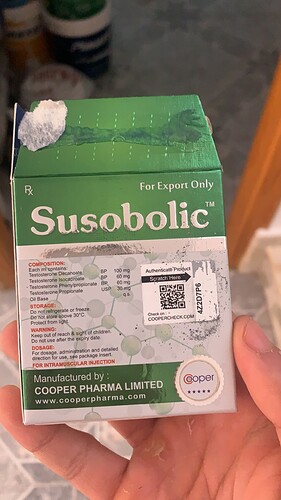 Rx
For Export Only
Susobolic™
COMPOSITION:
Each ml contains:
Testosterone Decanoate BP 100 mg
Testosterone Isocaproate BP 60 mg
Testosterone Phenylpropionate BP 60 mg
Testosterone Propionate USP 30 mg
Oil Base q.s.
STORAGE:
Do not refrigerate or freeze
Do not store above 30°C.
Protect from light.
WARNING:
Keep out of reach & sight of children.
Do not use after the expiry date.
DOSAGE:
For dosage, administration and detailed
direction for use, see package insert.
FOR INTRAMUSCULAR INJECTION
Authenticate Product
Scratch Here
Check on:
COOPERCHECK.COM
4Z2D7P6
Manufactured by :
COOPER PHARMA LIMITED
www.cooperpharma.com
Cooper